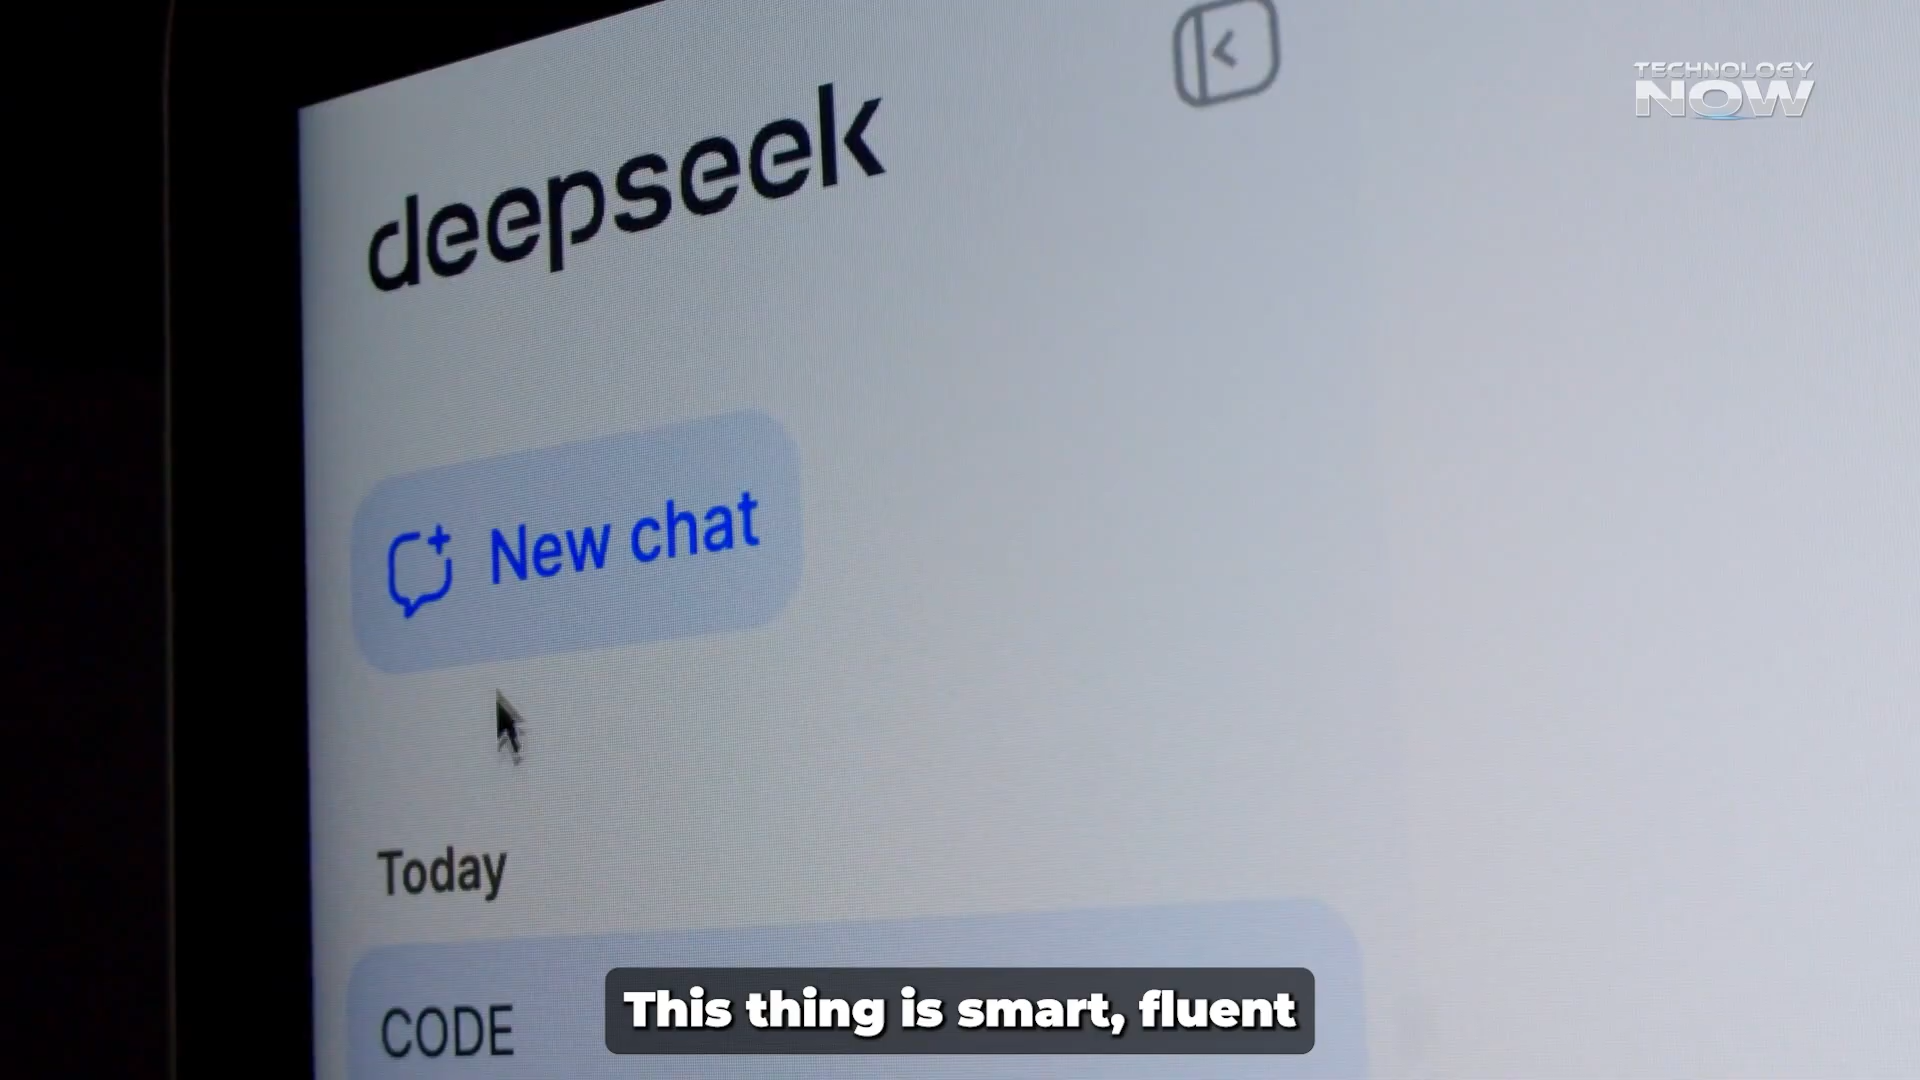 TECHNOLOGY
NOW
deepseek
New chat
Today
CODE
This thing is smart, fluent